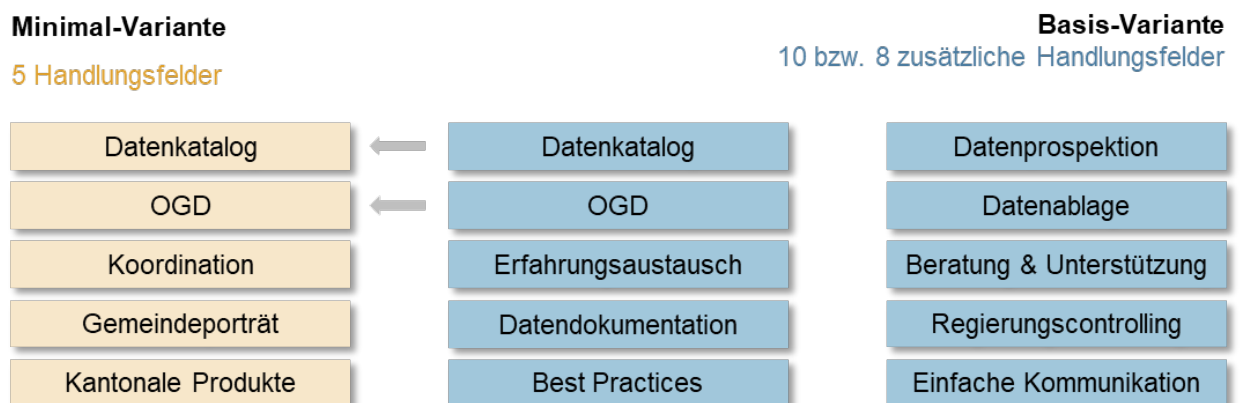 Minimal-Variante
5 Handlungsfelder
Basis-Variante
10 bzw. 8 zusätzliche Handlungsfelder
Datenkatalog
Datenkatalog
Datenprospektion
OGD
OGD
Datenablage
Koordination
Erfahrungsaustausch
Beratung & Unterstützung
Gemeindeporträt
Datendokumentation
Regierungscontrolling
Kantonale Produkte
Best Practices
Einfache Kommunikation